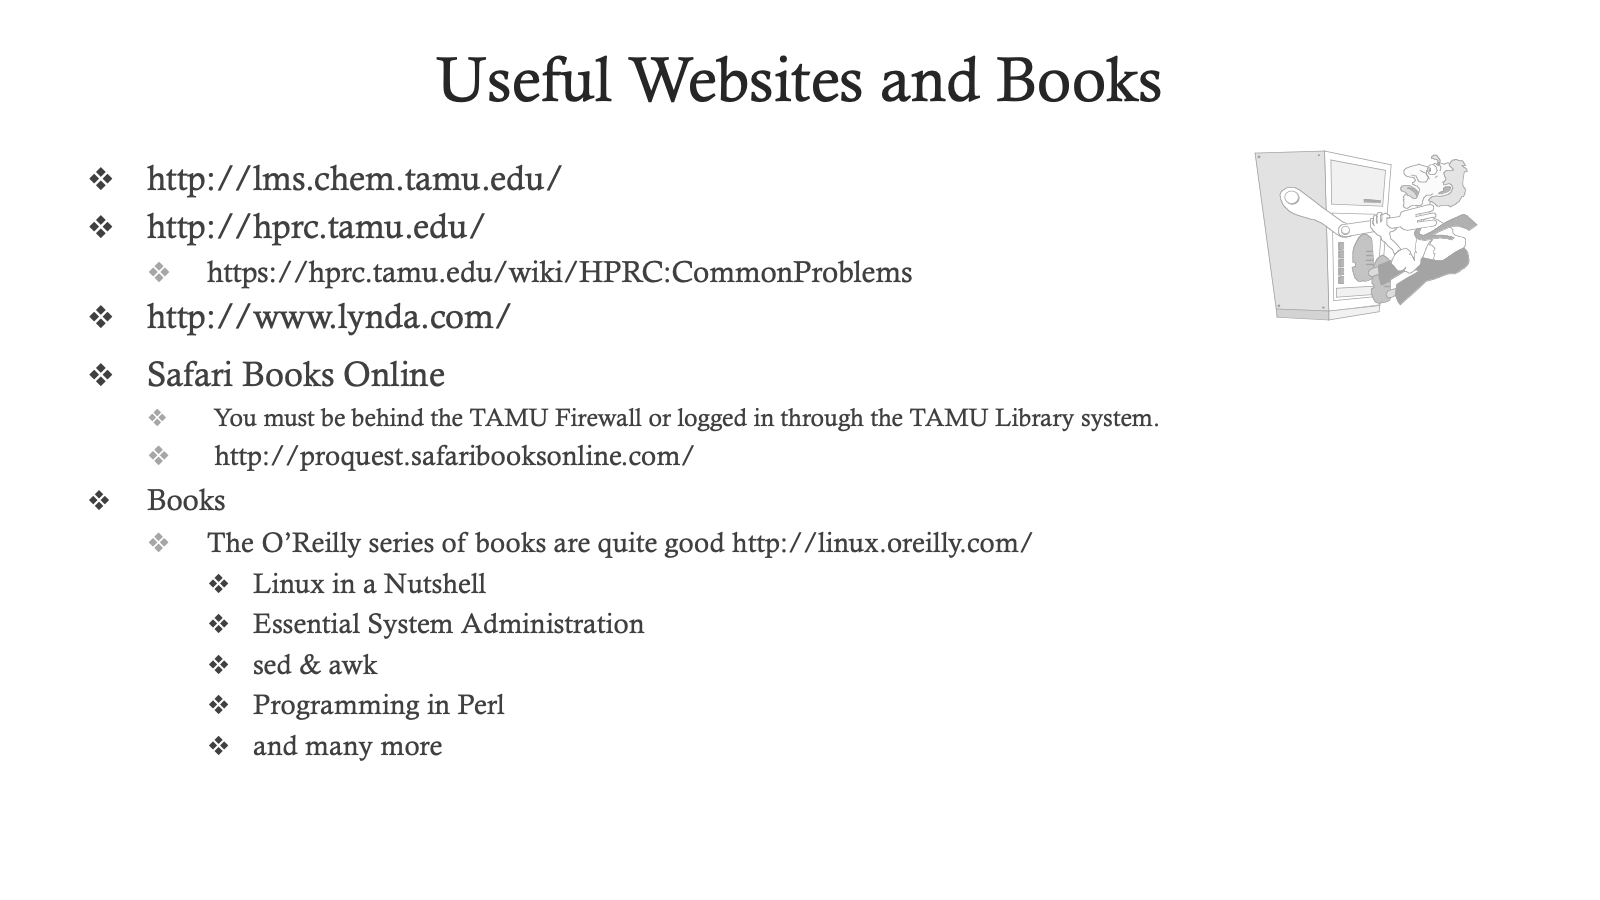 Useful Websites and Books
❖ http://lms.chem.tamu.edu/
❖ http://hprc.tamu.edu/
❖ https://hprc.tamu.edu/wiki/HPRC:CommonProblems
❖ http://www.lynda.com/
❖ Safari Books Online
❖ You must be behind the TAMU Firewall or logged in through the TAMU Library system.
❖ http://proquest.safaribooksonline.com/
❖ Books
❖ The O’Reilly series of books are quite good http://linux.oreilly.com/
❖ Linux in a Nutshell
❖ Essential System Administration
❖ sed & awk
❖ Programming in Perl
❖ and many more